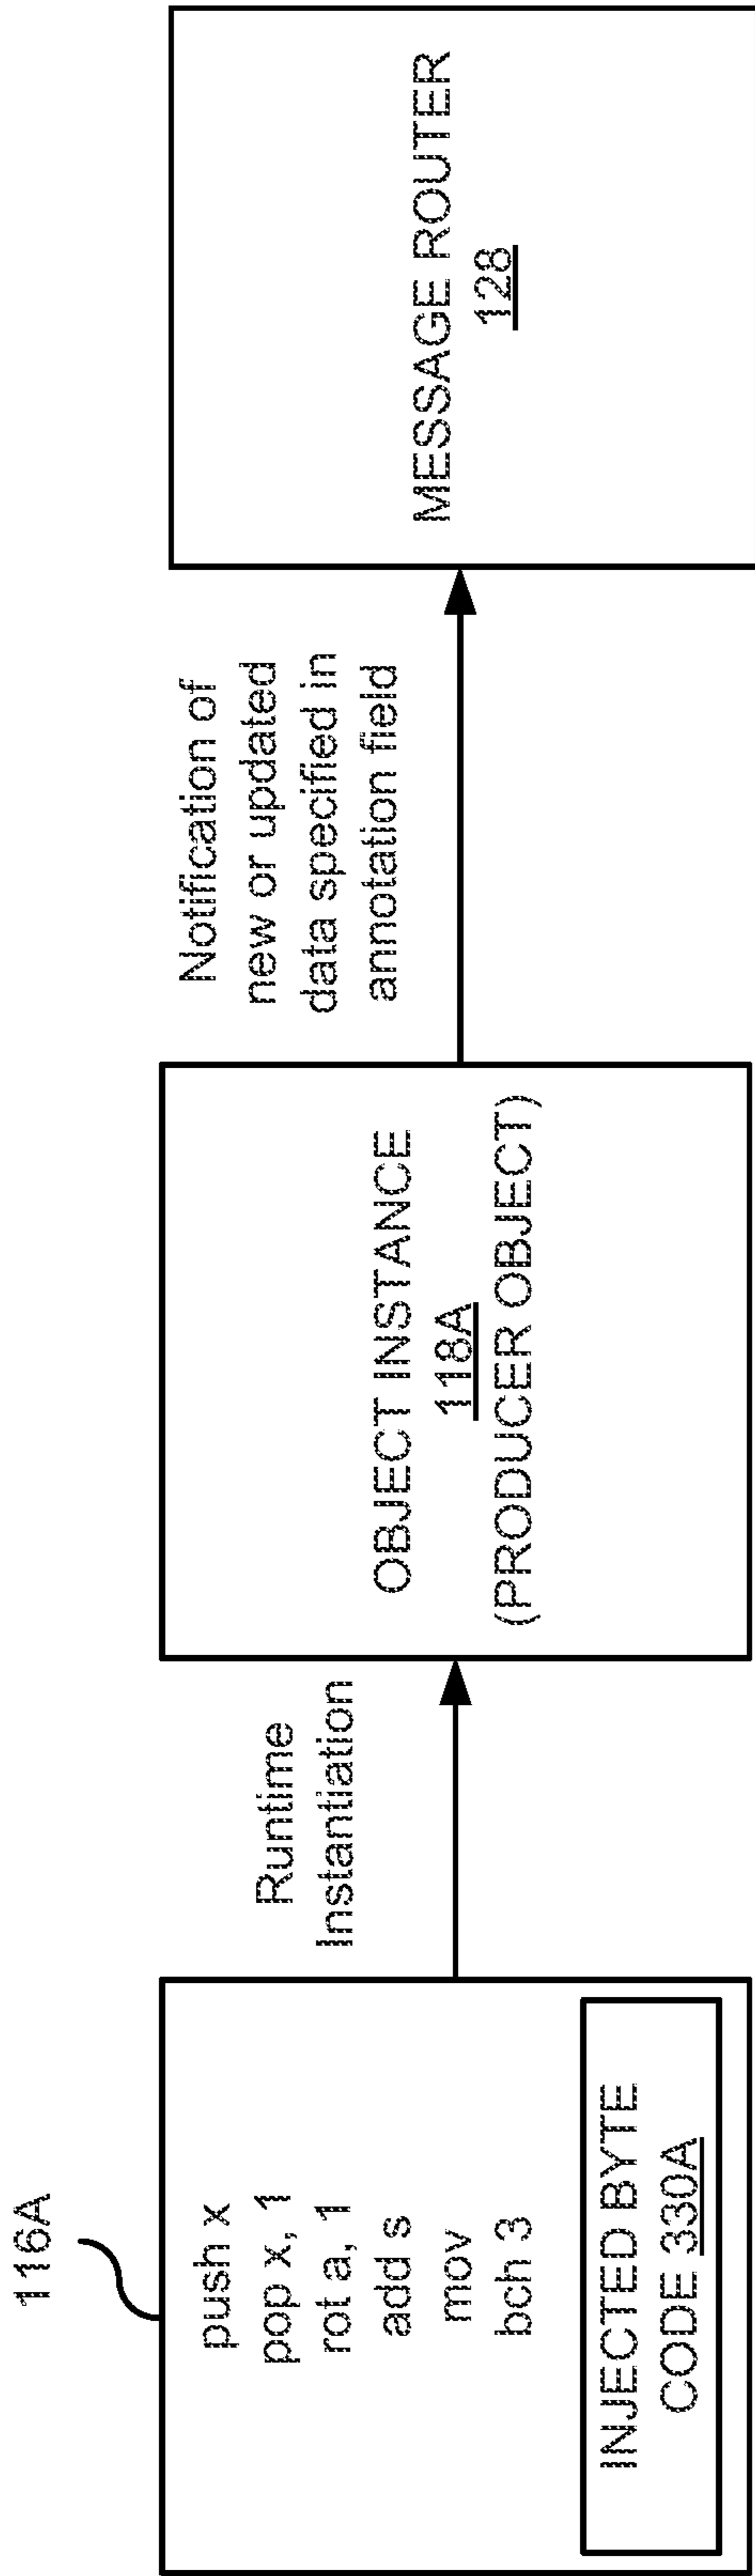 116A
push x
pop x, 1
rot a, 1
add s
mov
bch 3
INJECTED BYTE
CODE 330A
Runtime
Instantiation
OBJECT INSTANCE
118A
(PRODUCER OBJECT)
Notification of
new or updated
data specified in
annotation field
MESSAGE ROUTER
128